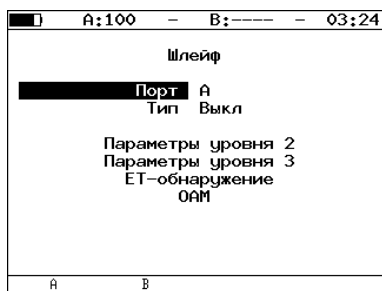 A:100 – B:---- – 03:24
Шлейф
Порт A
Тип Выкл
Параметры уровня 2
Параметры уровня 3
ET-обнаружение
OAM
A B